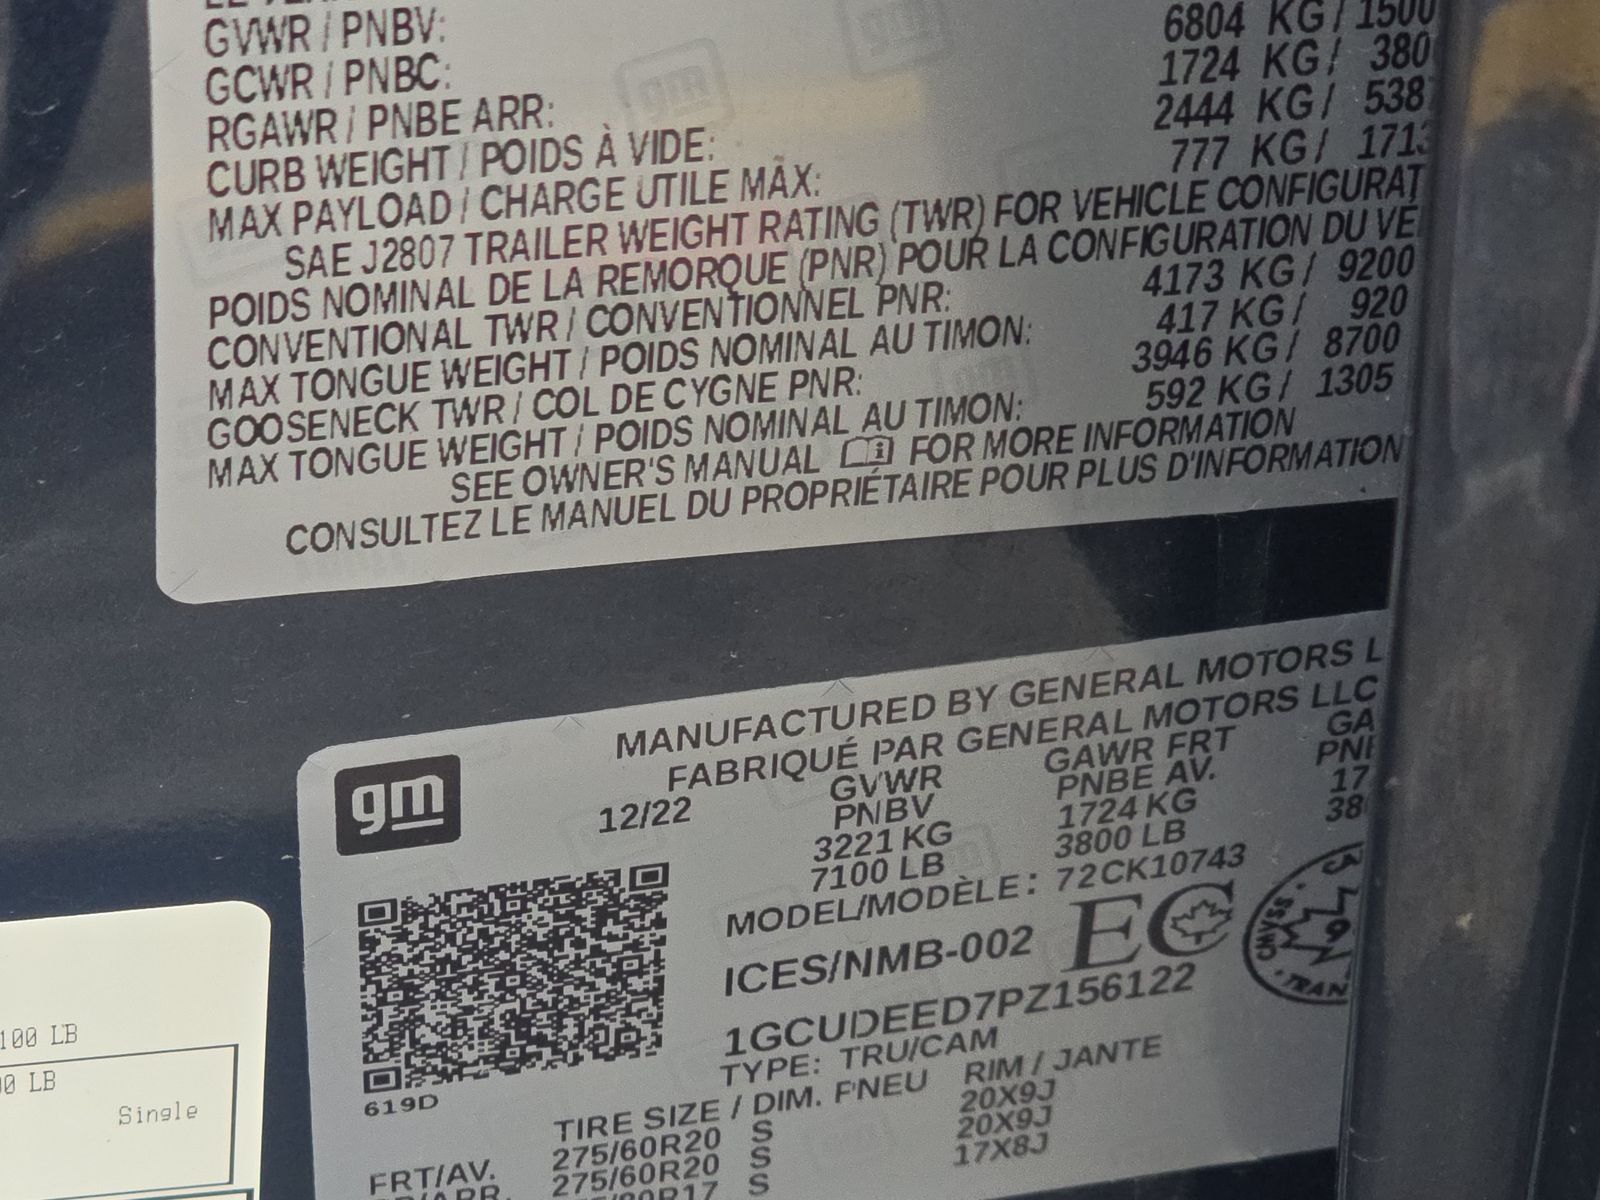 GVWR / PNBV:
GCWR / PNBC: 6804 KG / 1500
RGAWR / PNBE ARR: 1724 KG / 380
CURB WEIGHT / POIDS À VIDE: 2444 KG / 538
MAX PAYLOAD / CHARGE UTILE MAX: 777 KG / 1713
SAE J2807 TRAILER WEIGHT RATING (TWR) FOR VEHICLE CONFIGURAT
POIDS NOMINAL DE LA REMORQUE (PNR) POUR LA CONFIGURATION DU VÉ
CONVENTIONAL TWR / CONVENTIONNEL PNR: 4173 KG / 9200
MAX TONGUE WEIGHT / POIDS NOMINAL AU TIMON: 417 KG / 920
GOOSENECK TWR / COL DE CYGNE PNR: 3946 KG / 8700
MAX TONGUE WEIGHT / POIDS NOMINAL AU TIMON: 592 KG / 1305
SEE OWNER'S MANUAL FOR MORE INFORMATION
CONSULTEZ LE MANUEL DU PROPRIÉTAIRE POUR PLUS D'INFORMATION
gm
MANUFACTURED BY GENERAL MOTORS L
FABRIQUÉ PAR GENERAL MOTORS LLC
12/22 GVWR GAWR FRT GA
PNBV PNBE AV. PNB
3221 KG 1724 KG 17
7100 LB 3800 LB 38
MODEL/MODÈLE: 72CK10743
ICES/NMB-002 EC
1GCUDEED7PZ156122
TYPE: TRU/CAM
619D
TIRE SIZE / DIM. PNEU RIM / JANTE
FRT/AV. 275/60R20 S 20X9J
275/60R20 S 20X9J
S 17X8J
100 LB
00 LB
Single